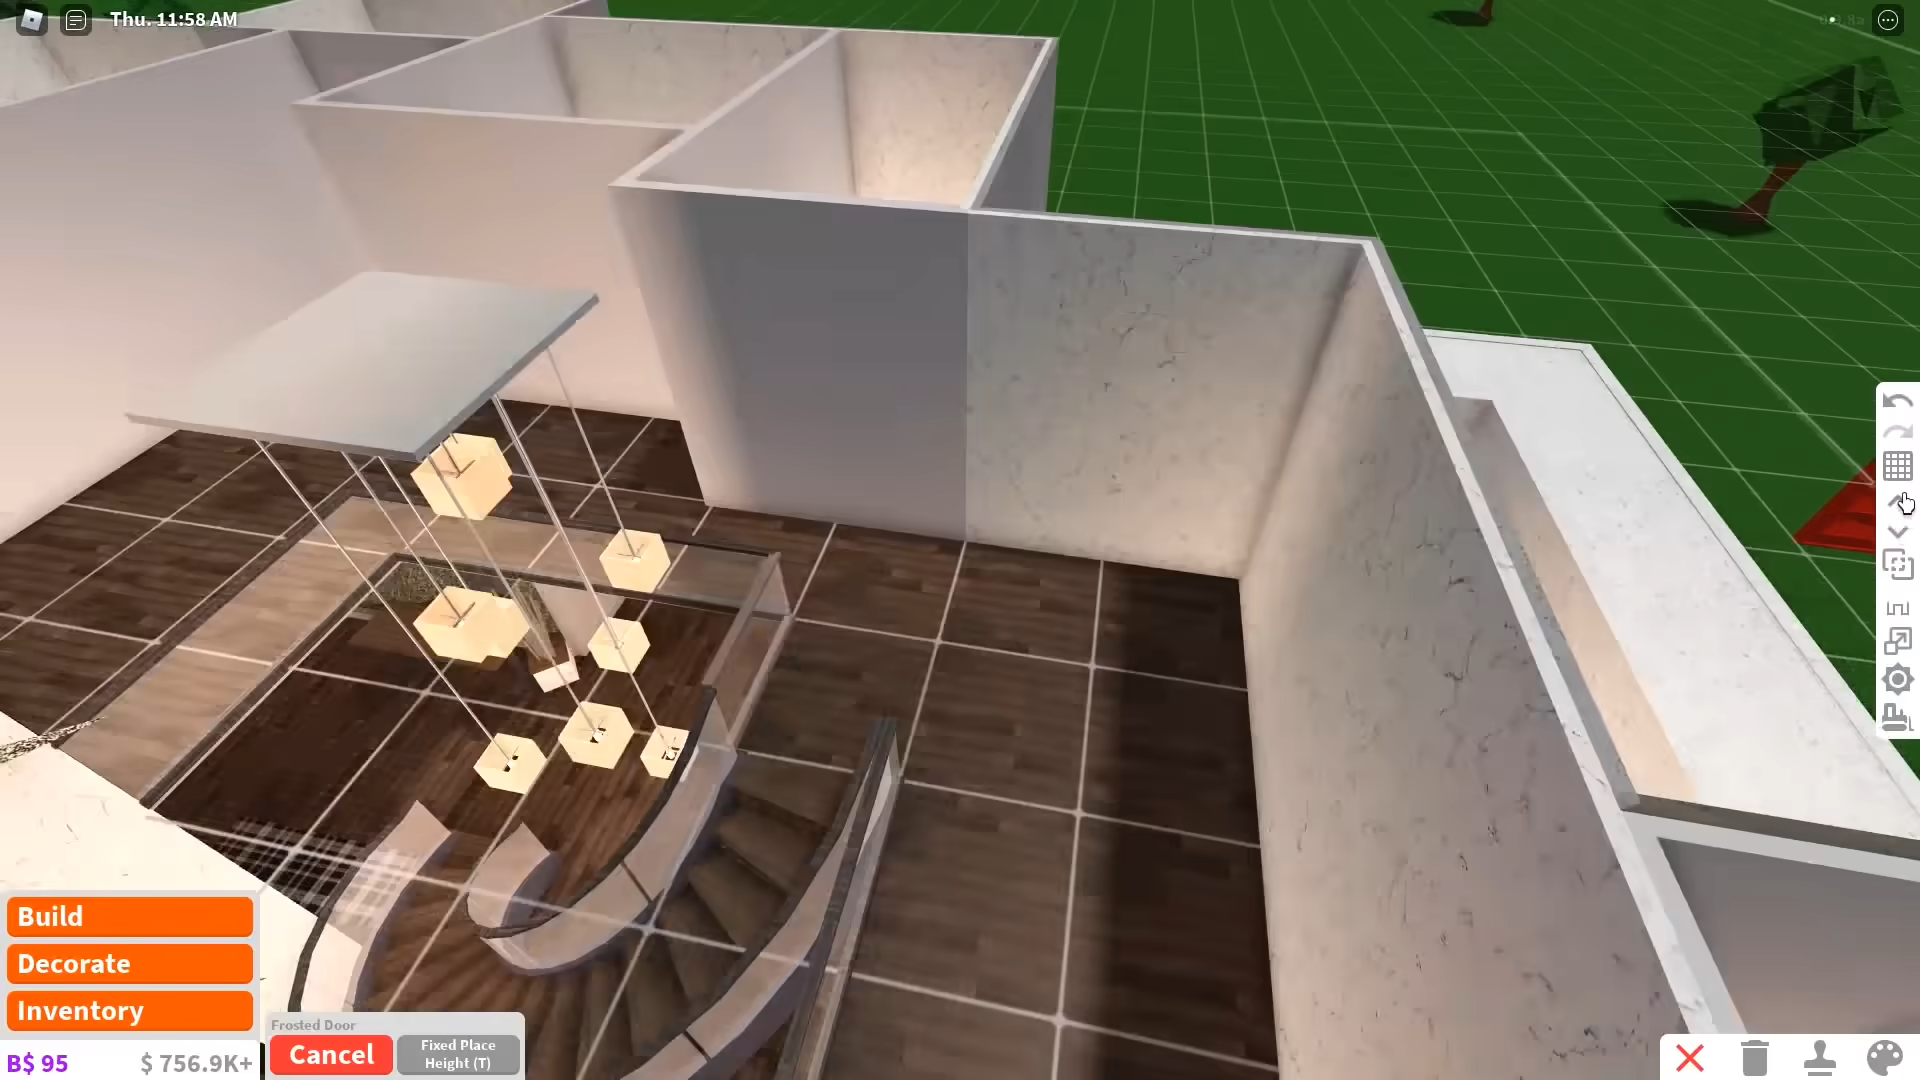 Thu. 11:58 AM
Build
Decorate
Inventory
B$ 95
$ 756.9K+
Frosted Door
Cancel
Fixed Place
Height (T)